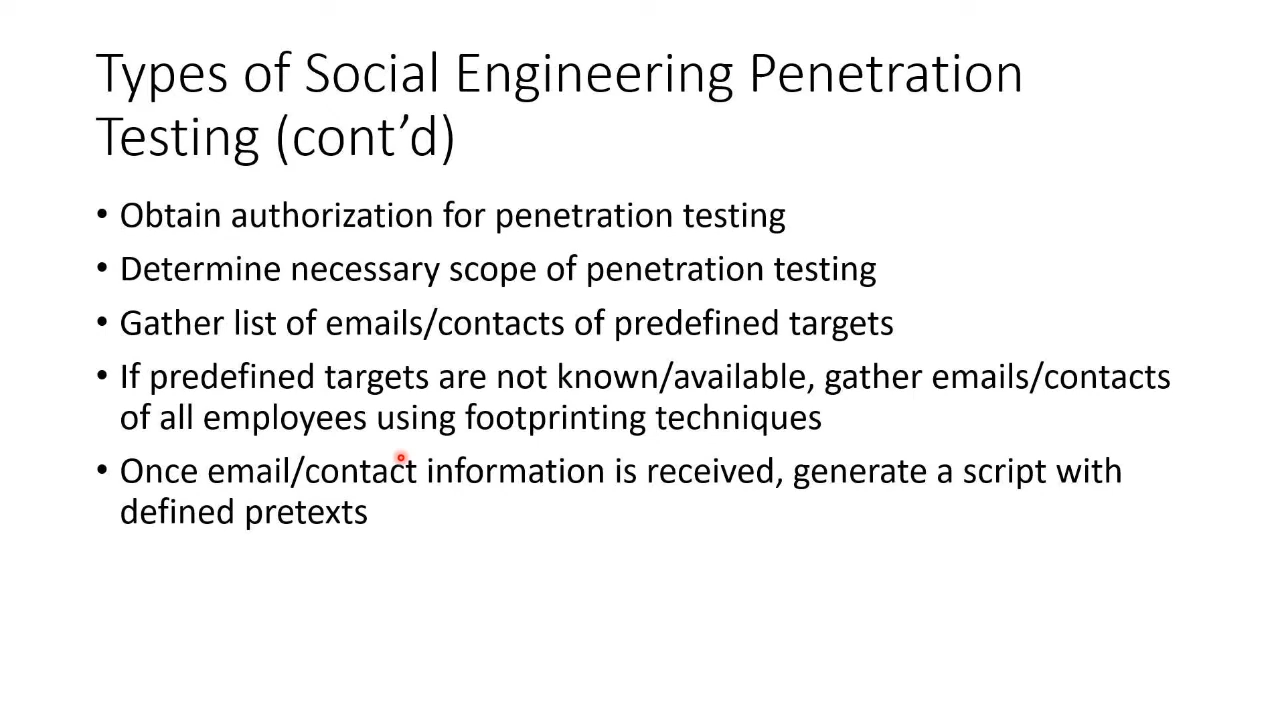 Types of Social Engineering Penetration
Testing (cont’d)
• Obtain authorization for penetration testing
• Determine necessary scope of penetration testing
• Gather list of emails/contacts of predefined targets
• If predefined targets are not known/available, gather emails/contacts
of all employees using footprinting techniques
• Once email/contact information is received, generate a script with
defined pretexts